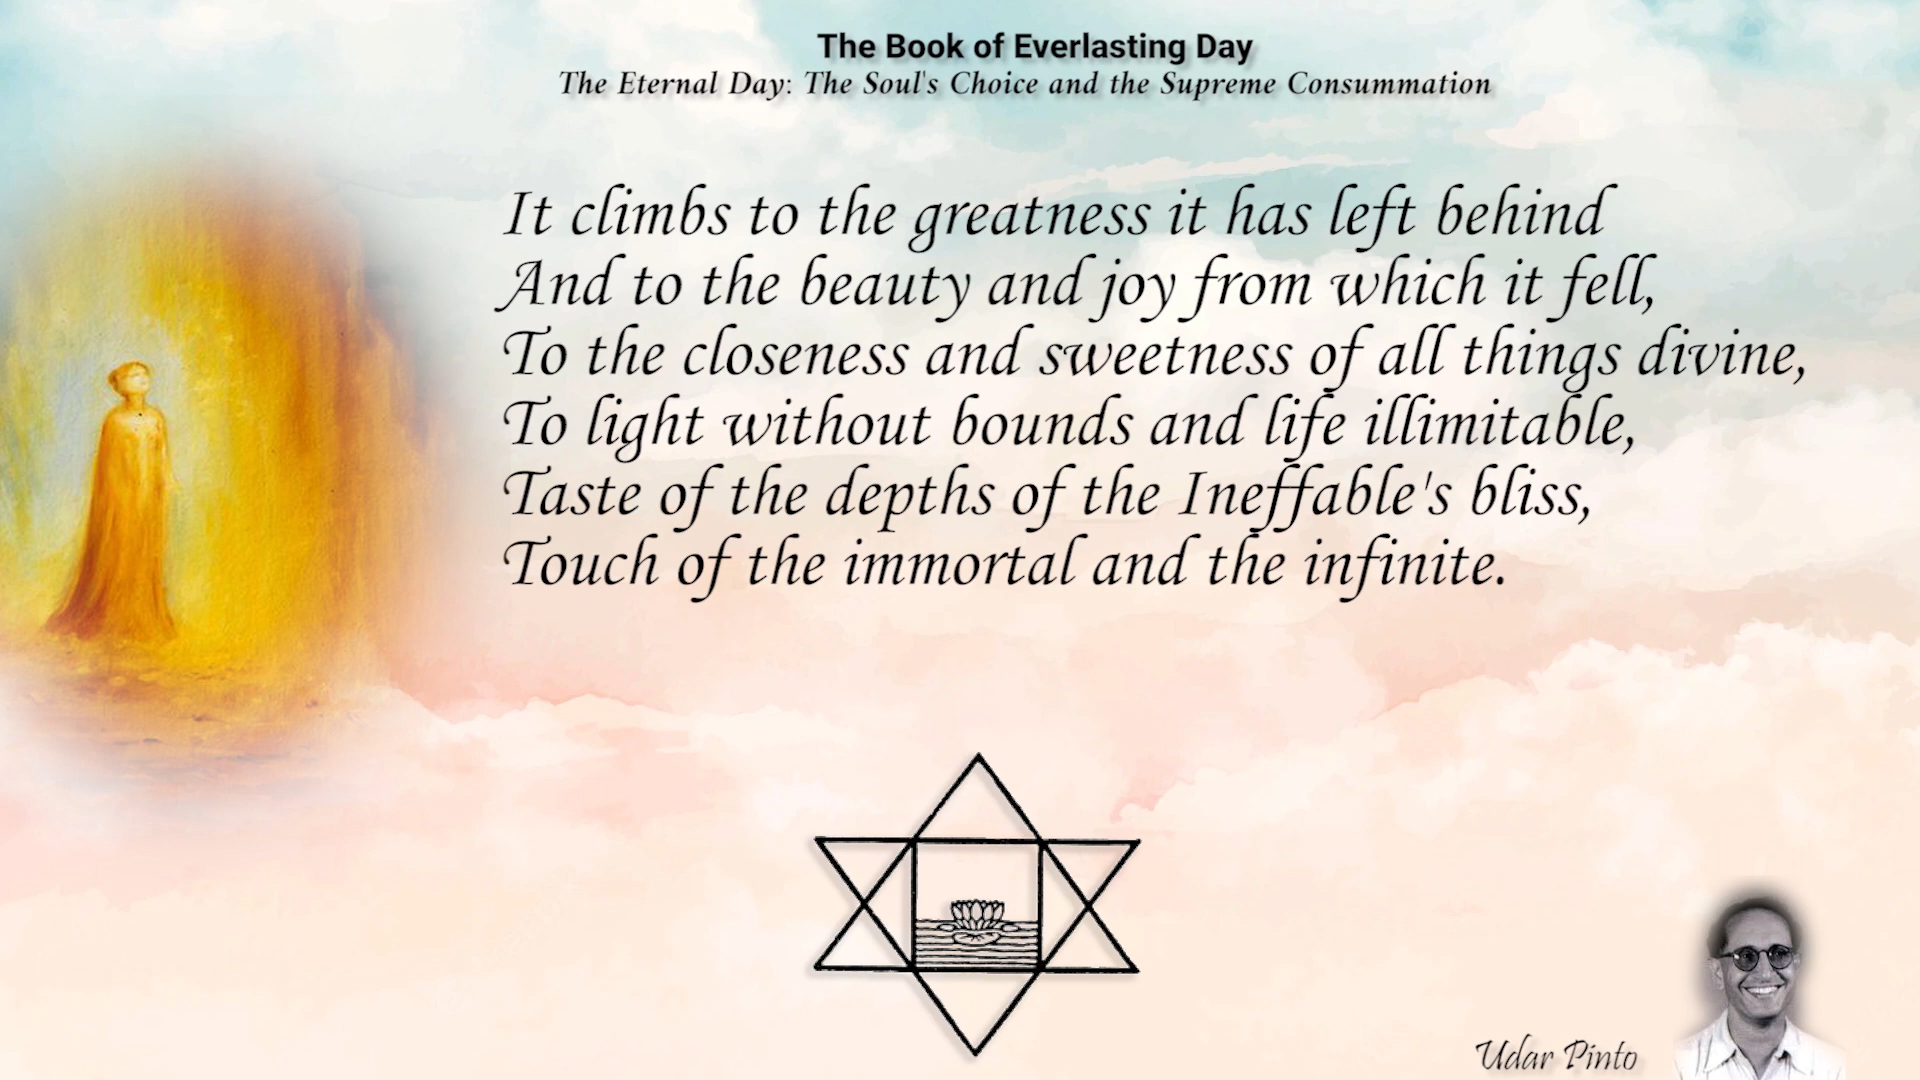 The Book of Everlasting Day
The Eternal Day: The Soul's Choice and the Supreme Consummation
It climbs to the greatness it has left behind
And to the beauty and joy from which it fell,
To the closeness and sweetness of all things divine,
To light without bounds and life illimitable,
Taste of the depths of the Ineffable's bliss,
Touch of the immortal and the infinite.
Udar Pinto